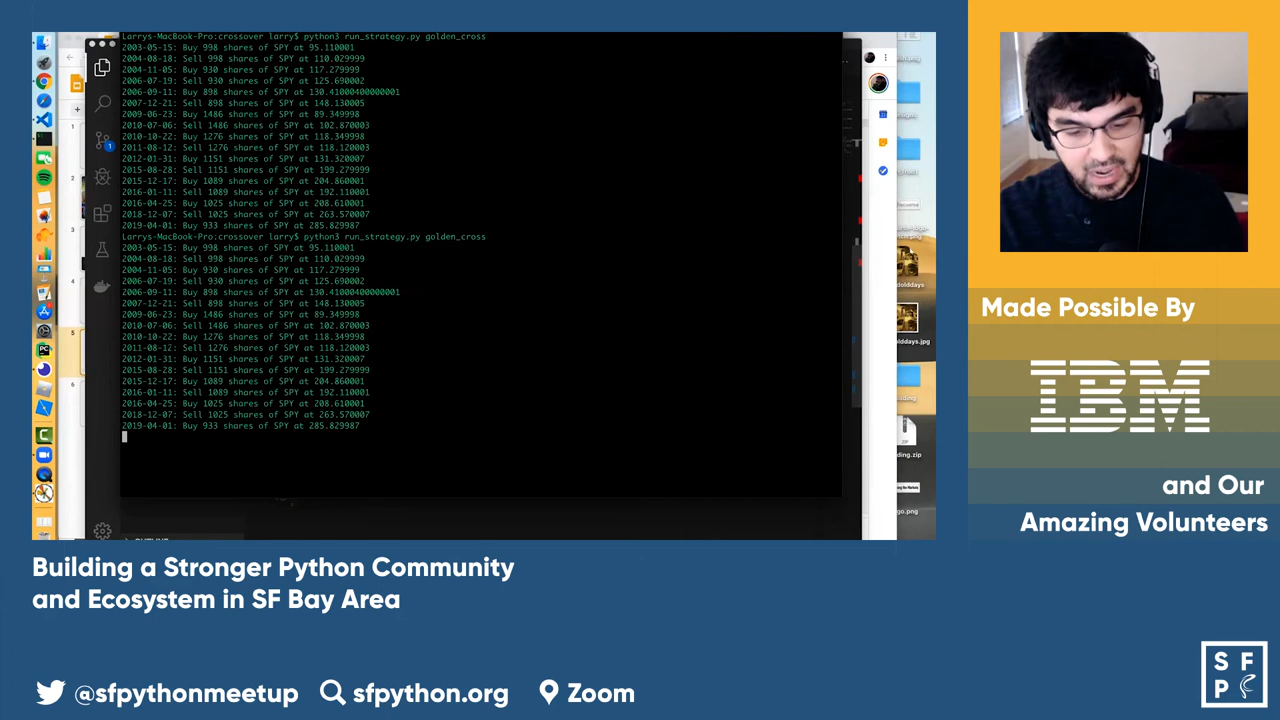 Larrys-MacBook-Pro:crossover larry$ python3 run_strategy.py golden_cross
2003-05-15: Buy 998 shares of SPY at 95.110001
2004-08-18: Sell 998 shares of SPY at 110.029999
2004-11-05: Buy 930 shares of SPY at 117.279999
2006-07-19: Sell 930 shares of SPY at 125.690002
2006-09-11: Buy 898 shares of SPY at 130.41000400000001
2007-12-21: Sell 898 shares of SPY at 148.130005
2009-06-23: Buy 1486 shares of SPY at 89.349998
2010-07-06: Sell 1486 shares of SPY at 102.870003
2010-10-22: Buy 1276 shares of SPY at 118.349998
2011-08-12: Sell 1276 shares of SPY at 118.120003
2012-01-31: Buy 1151 shares of SPY at 131.320007
2015-08-28: Sell 1151 shares of SPY at 199.279999
2015-12-17: Buy 1089 shares of SPY at 204.860001
2016-01-11: Sell 1089 shares of SPY at 192.110001
2016-04-25: Buy 1025 shares of SPY at 208.610001
2018-12-07: Sell 1025 shares of SPY at 263.570007
2019-04-01: Buy 933 shares of SPY at 285.829987
Larrys-MacBook-Pro:crossover larry$ python3 run_strategy.py golden_cross
2003-05-15: Buy 998 shares of SPY at 95.110001
2004-08-18: Sell 998 shares of SPY at 110.029999
2004-11-05: Buy 930 shares of SPY at 117.279999
2006-07-19: Sell 930 shares of SPY at 125.690002
2006-09-11: Buy 898 shares of SPY at 130.41000400000001
2007-12-21: Sell 898 shares of SPY at 148.130005
2009-06-23: Buy 1486 shares of SPY at 89.349998
2010-07-06: Sell 1486 shares of SPY at 102.870003
2010-10-22: Buy 1276 shares of SPY at 118.349998
2011-08-12: Sell 1276 shares of SPY at 118.120003
2012-01-31: Buy 1151 shares of SPY at 131.320007
2015-08-28: Sell 1151 shares of SPY at 199.279999
2015-12-17: Buy 1089 shares of SPY at 204.860001
2016-01-11: Sell 1089 shares of SPY at 192.110001
2016-04-25: Buy 1025 shares of SPY at 208.610001
2018-12-07: Sell 1025 shares of SPY at 263.570007
2019-04-01: Buy 933 shares of SPY at 285.829987
1
2
3
4
5
6
1
olddays
olddays.jpg
ding.zip
go.png
Made Possible By
IBM
and Our
Amazing Volunteers
Building a Stronger Python Community
and Ecosystem in SF Bay Area
@sfpythonmeetup
sfpython.org
Zoom
S F
P